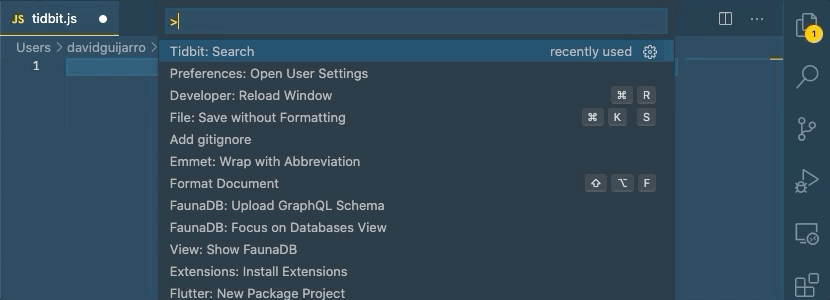 JS tidbit.js
>
Users > davidguijarro >
1
Tidbit: Search recently used
Preferences: Open User Settings
Developer: Reload Window ⌘ R
File: Save without Formatting ⌘ K S
Add gitignore
Emmet: Wrap with Abbreviation
Format Document ⇧ ⌥ F
FaunaDB: Upload GraphQL Schema
FaunaDB: Focus on Databases View
View: Show FaunaDB
Extensions: Install Extensions
Flutter: New Package Project
1